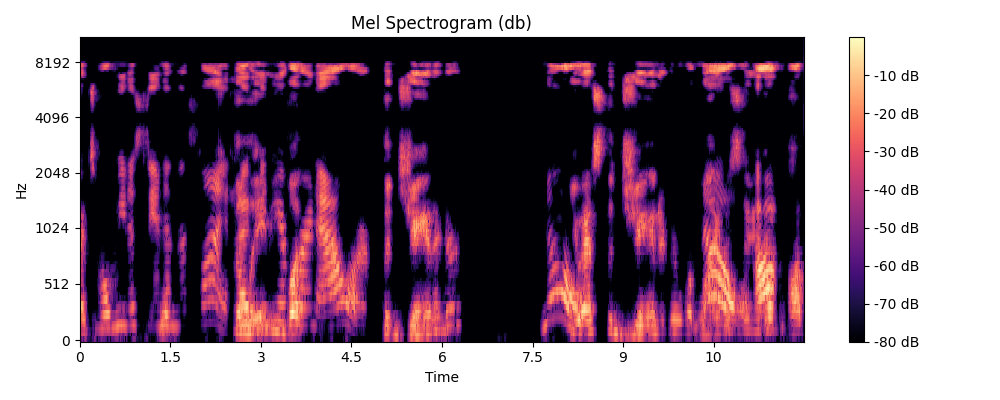 Mel Spectrogram (db)
8192
4096
2048
1024
512
0
Hz
0 1.5 3 4.5 6 7.5 9 10
Time
-10 dB
-20 dB
-30 dB
-40 dB
-50 dB
-60 dB
-70 dB
-80 dB